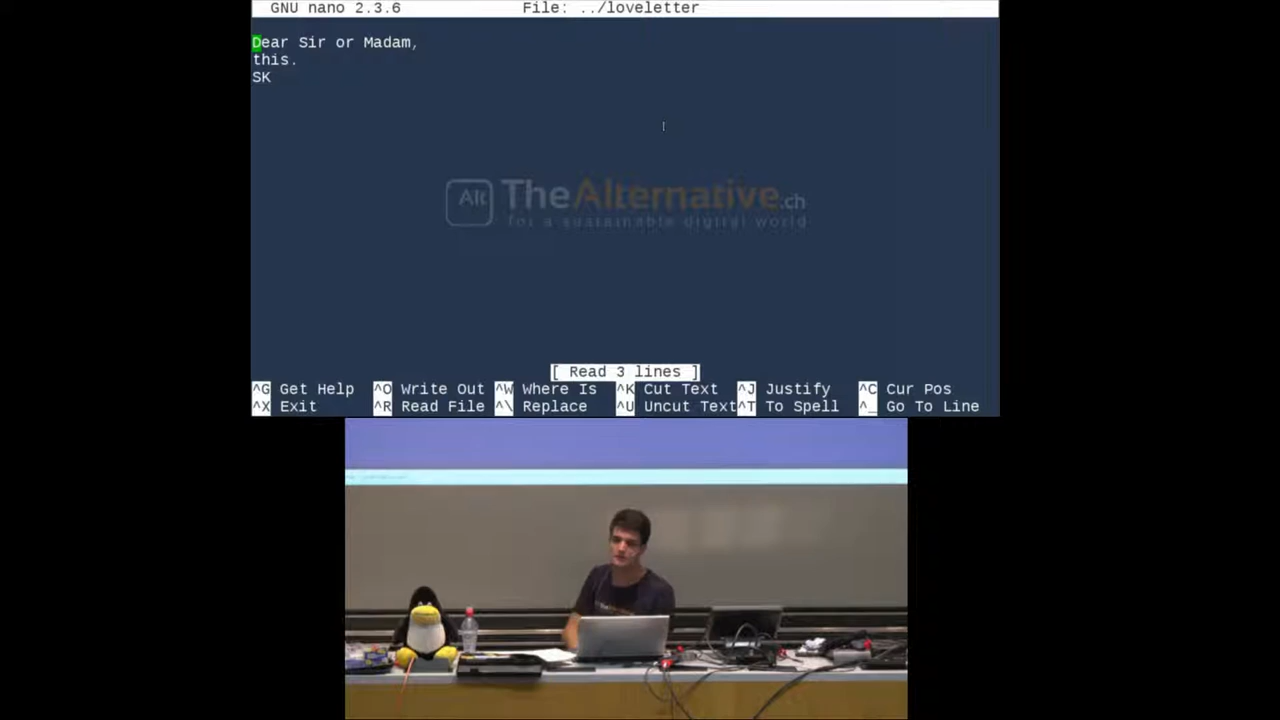 GNU nano 2.3.6 File: ../loveletter
Dear Sir or Madam,
this.
SK
Alt TheAlternative.ch
for a sustainable digital world
[ Read 3 lines ]
^G Get Help ^O Write Out ^W Where Is ^K Cut Text ^J Justify ^C Cur Pos
^X Exit ^R Read File ^\ Replace ^U Uncut Text ^T To Spell ^_ Go To Line